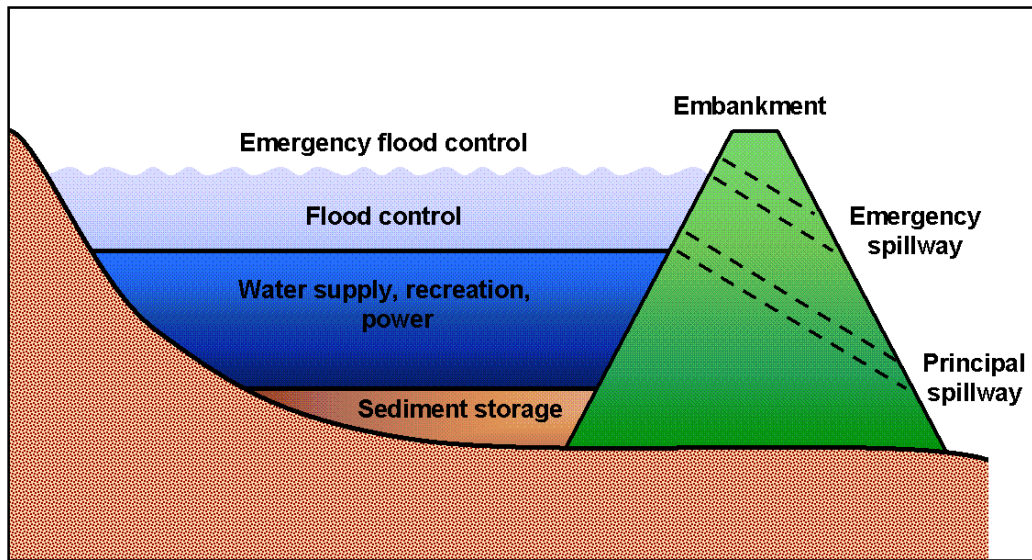 Embankment
Emergency flood control
Flood control
Emergency
spillway
Water supply, recreation,
power
Principal
spillway
Sediment storage